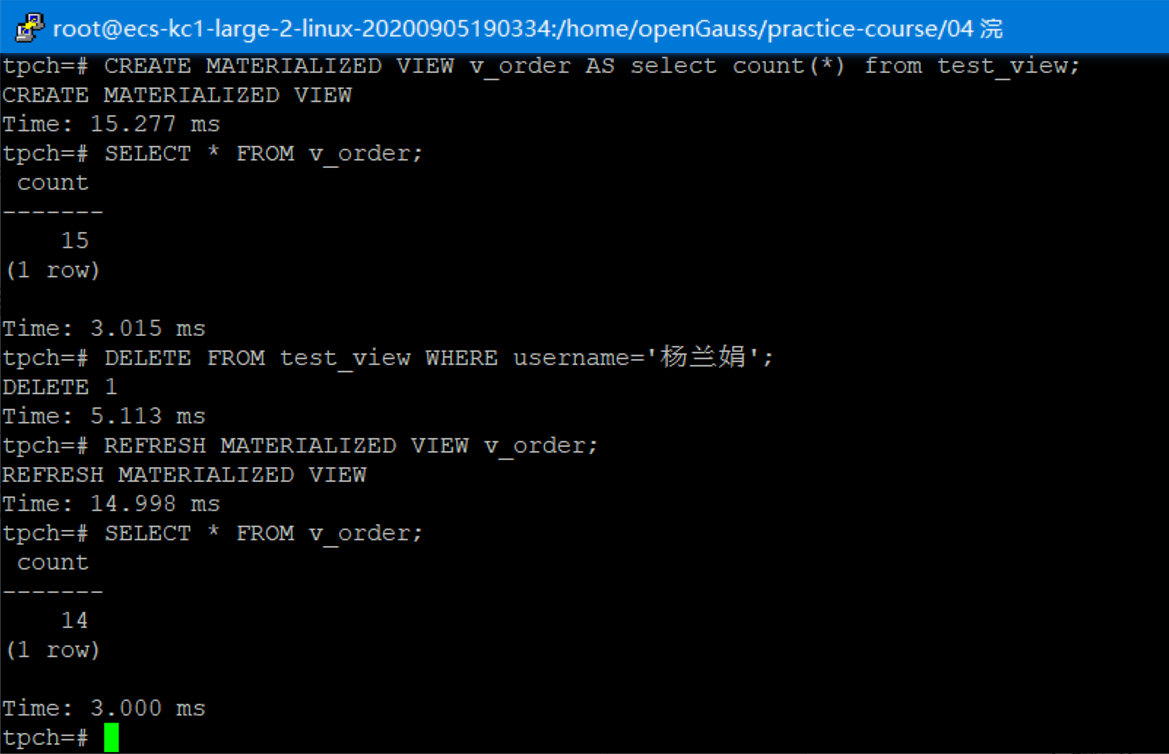 root@ecs-kc1-large-2-linux-20200905190334:/home/openGauss/practice-course/04 浣
tpch=# CREATE MATERIALIZED VIEW v_order AS select count(*) from test_view;
CREATE MATERIALIZED VIEW
Time: 15.277 ms
tpch=# SELECT * FROM v_order;
 count
-------
    15
(1 row)

Time: 3.015 ms
tpch=# DELETE FROM test_view WHERE username='杨兰娟';
DELETE 1
Time: 5.113 ms
tpch=# REFRESH MATERIALIZED VIEW v_order;
REFRESH MATERIALIZED VIEW
Time: 14.998 ms
tpch=# SELECT * FROM v_order;
 count
-------
    14
(1 row)

Time: 3.000 ms
tpch=#